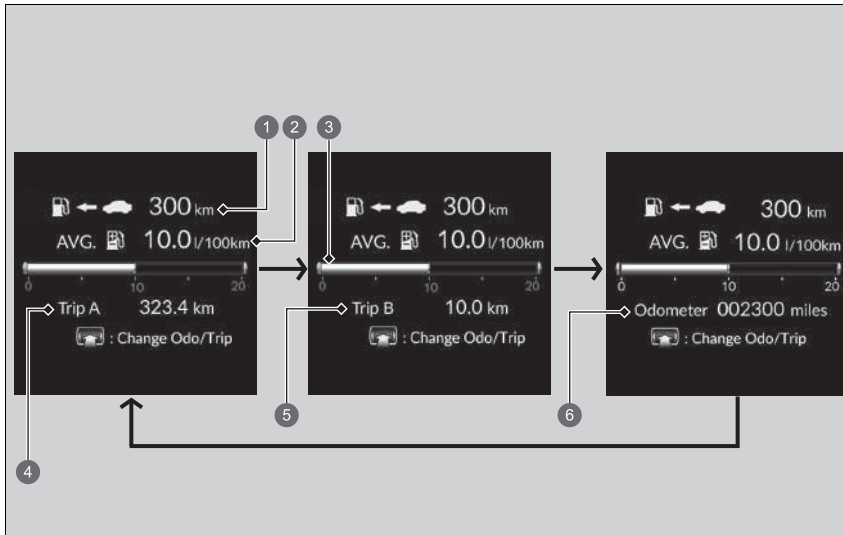 1 2 3
300 km
AVG. 10.0 l/100km
0 10 20
Trip A 323.4 km
: Change Odo/Trip
300 km
AVG. 10.0 l/100km
0 10 20
Trip B 10.0 km
: Change Odo/Trip
300 km
AVG. 10.0 l/100km
0 10 20
Odometer 002300 miles
: Change Odo/Trip
4 5 6